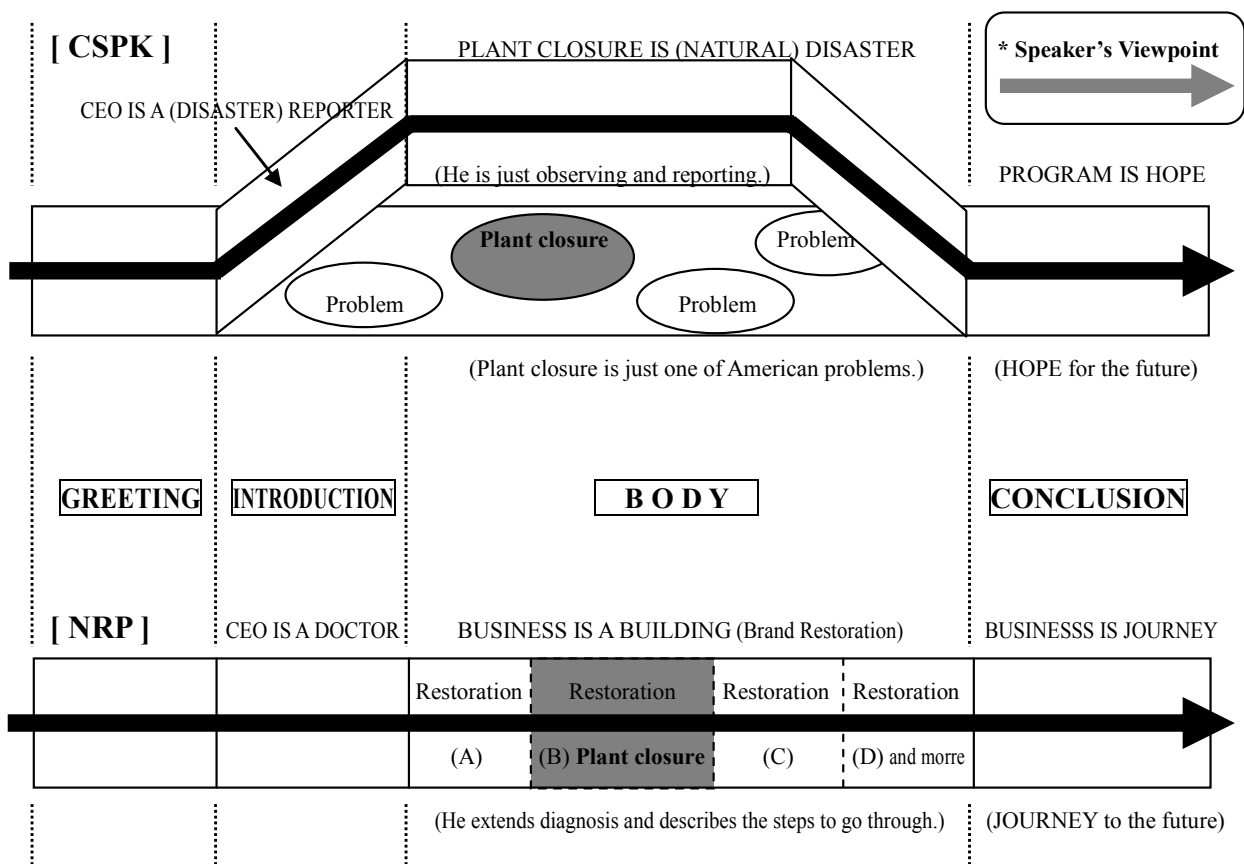 [ CSPK ]
PLANT CLOSURE IS (NATURAL) DISASTER
* Speaker's Viewpoint
CEO IS A (DISASTER) REPORTER
(He is just observing and reporting.)
PROGRAM IS HOPE
Plant closure
Problem
Problem
Problem
(Plant closure is just one of American problems.)
(HOPE for the future)
GREETING
INTRODUCTION
B O D Y
CONCLUSION
[ NRP ]
CEO IS A DOCTOR
BUSINESS IS A BUILDING (Brand Restoration)
BUSINESSS IS JOURNEY
Restoration
Restoration
Restoration
Restoration
(A)
(B) Plant closure
(C)
(D) and morre
(He extends diagnosis and describes the steps to go through.)
(JOURNEY to the future)